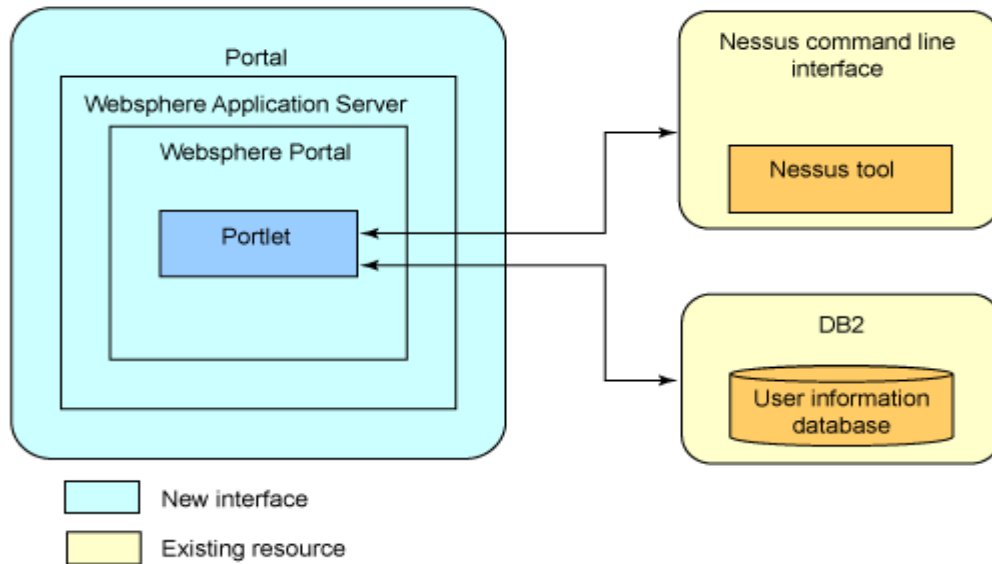 Portal
Websphere Application Server
Websphere Portal
Portlet
Nessus command line
interface
Nessus tool
DB2
User information
database
New interface
Existing resource